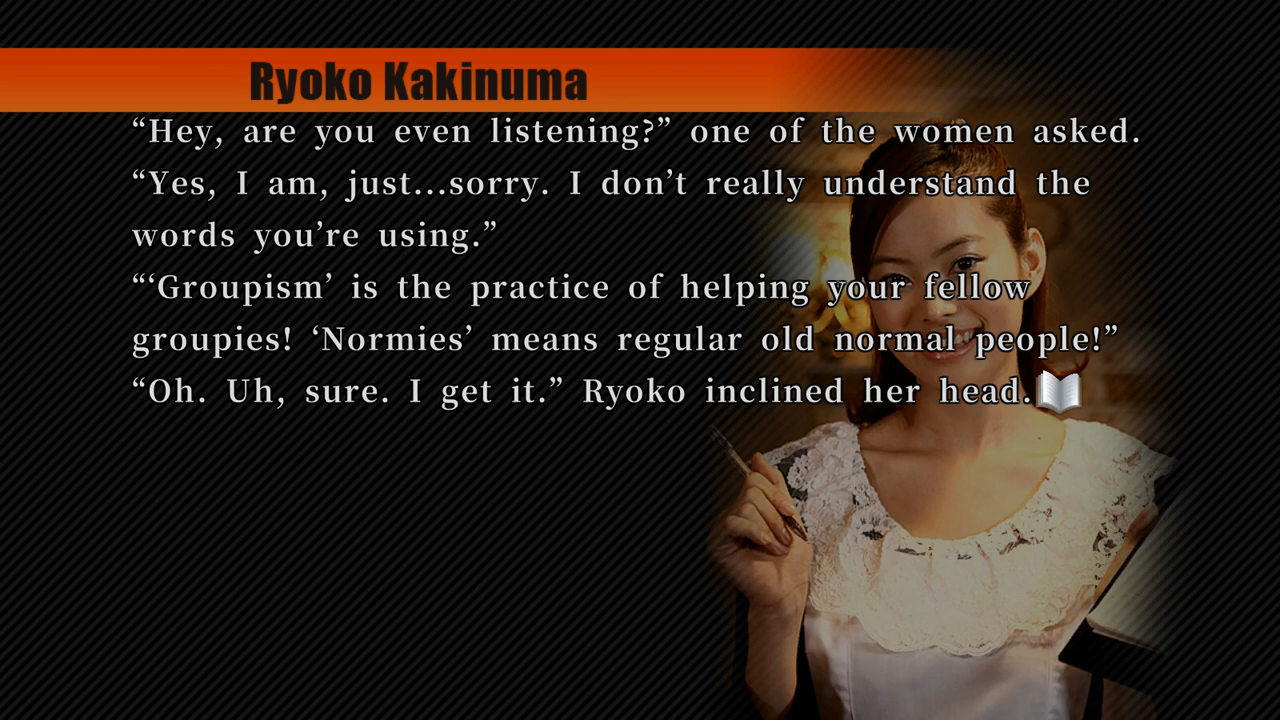 Ryoko Kakinuma
“Hey, are you even listening?” one of the women asked.
“Yes, I am, just...sorry. I don’t really understand the
words you’re using.”
“‘Groupism’ is the practice of helping your fellow
groupies! ‘Normies’ means regular old normal people!”
“Oh. Uh, sure. I get it.” Ryoko inclined her head.